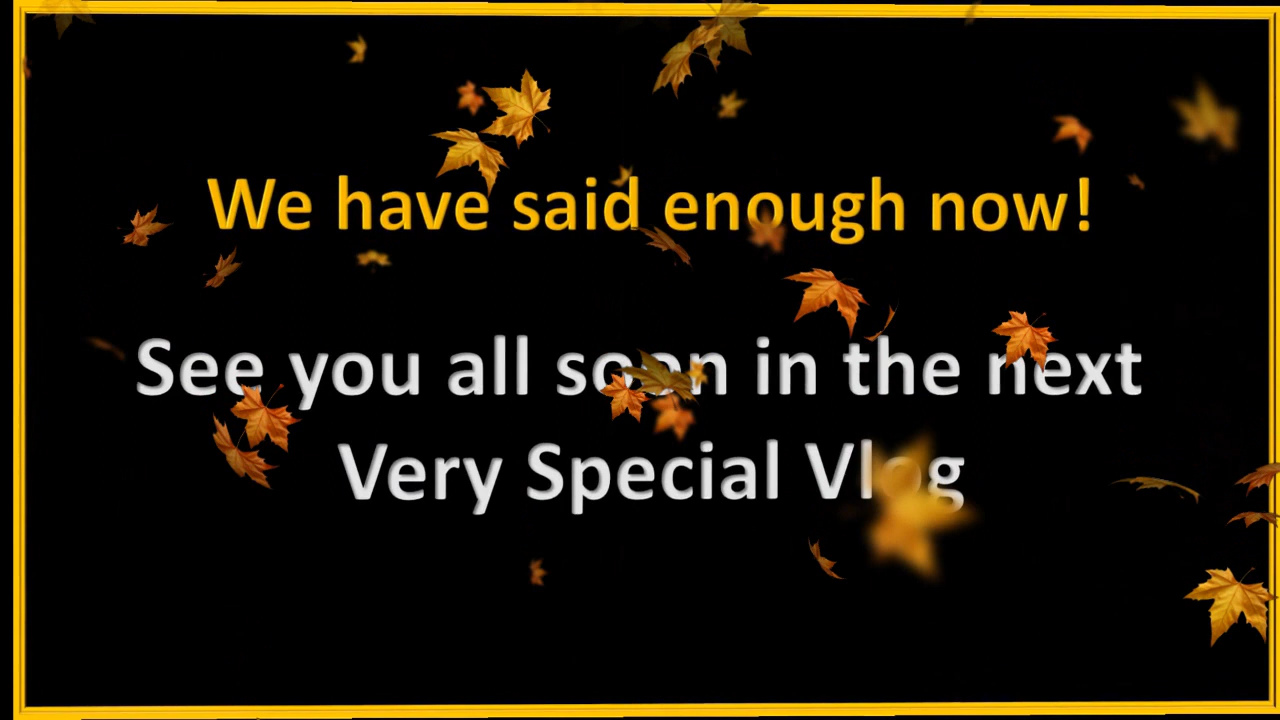 We have said enough now!
See you all soon in the next
Very Special Vlog